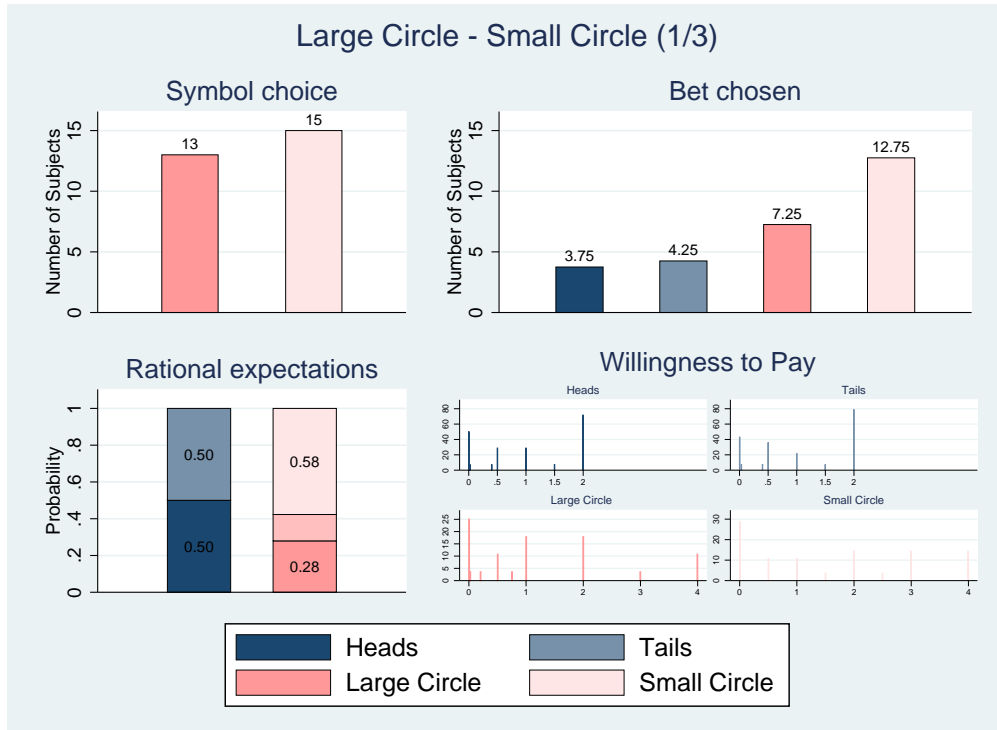 Large Circle - Small Circle (1/3)
Symbol choice
Number of Subjects
0 5 10 15
13
15
Bet chosen
Number of Subjects
0 5 10 15
3.75
4.25
7.25
12.75
Rational expectations
Probability
0 .2 .4 .6 .8 1
0.50
0.50
0.58
0.28
Willingness to Pay
Heads
0 20 40 60 80
0 .5 1 1.5 2
Tails
0 20 40 60 80
0 .5 1 1.5 2
Large Circle
0 5 10 15 20 25
0 1 2 3 4
Small Circle
0 10 20 30
0 1 2 3 4
Heads
Tails
Large Circle
Small Circle